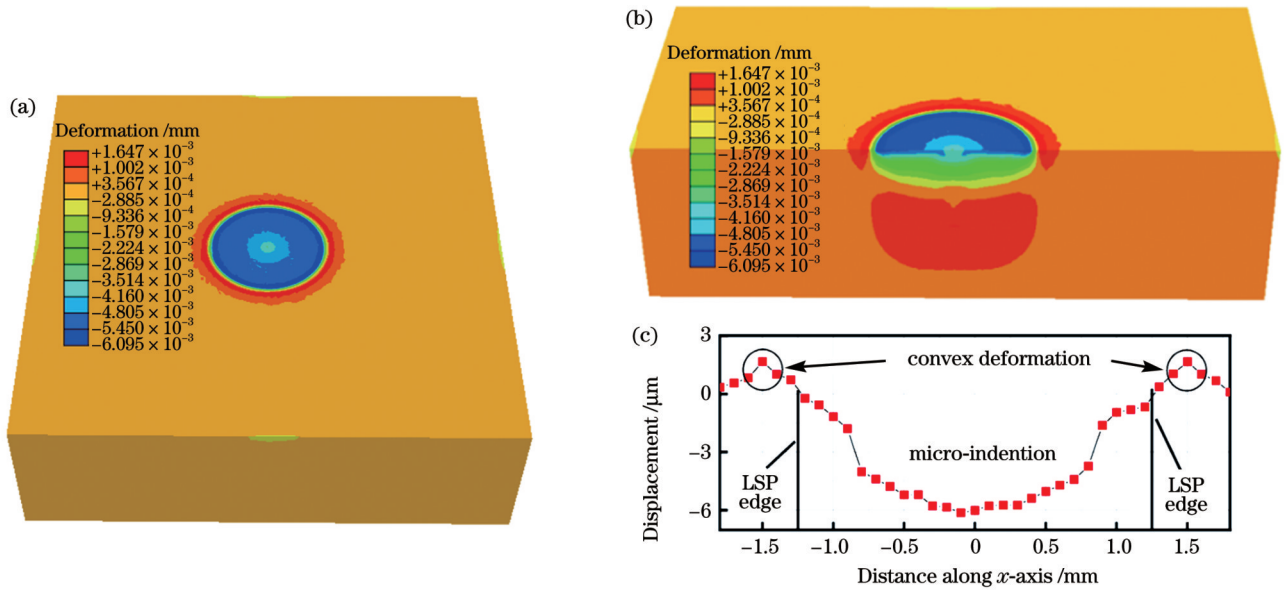 (a)
Deformation /mm
+1.647 × 10⁻³
+1.002 × 10⁻³
+3.567 × 10⁻⁴
−2.885 × 10⁻⁴
−9.336 × 10⁻⁴
−1.579 × 10⁻³
−2.224 × 10⁻³
−2.869 × 10⁻³
−3.514 × 10⁻³
−4.160 × 10⁻³
−4.805 × 10⁻³
−5.450 × 10⁻³
−6.095 × 10⁻³
(b)
Deformation /mm
+1.647 × 10⁻³
+1.002 × 10⁻³
+3.567 × 10⁻⁴
−2.885 × 10⁻⁴
−9.336 × 10⁻⁴
−1.579 × 10⁻³
−2.224 × 10⁻³
−2.869 × 10⁻³
−3.514 × 10⁻³
−4.160 × 10⁻³
−4.805 × 10⁻³
−5.450 × 10⁻³
−6.095 × 10⁻³
(c)
Displacement /μm
3
0
−3
−6
convex deformation
micro-indention
LSP
edge
LSP
edge
−1.5 −1.0 −0.5 0 0.5 1.0 1.5
Distance along x-axis /mm